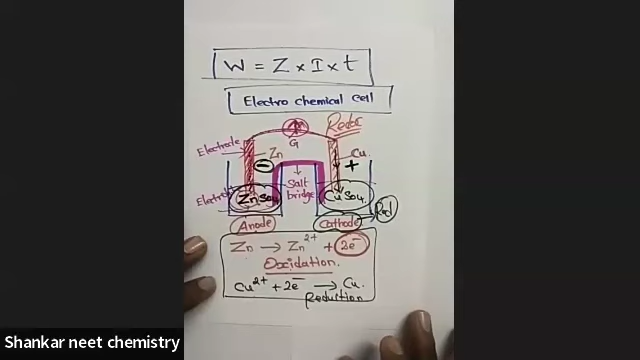 W = Z × I × t
Electro chemical cell
Redox
Electrode
G
Zn
Cu
−
+
Salt
bridge
ZnSO4
CuSO4
Anode
Cathode
Red
Zn → Zn²⁺ + 2e⁻
Oxidation
Cu²⁺ + 2e⁻ → Cu.
Reduction
Shankar neet chemistry